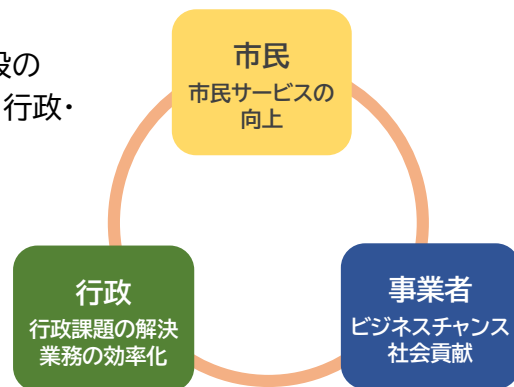 設の
行政・
市民
市民サービスの
向上
行政
行政課題の解決
業務の効率化
事業者
ビジネスチャンス
社会貢献